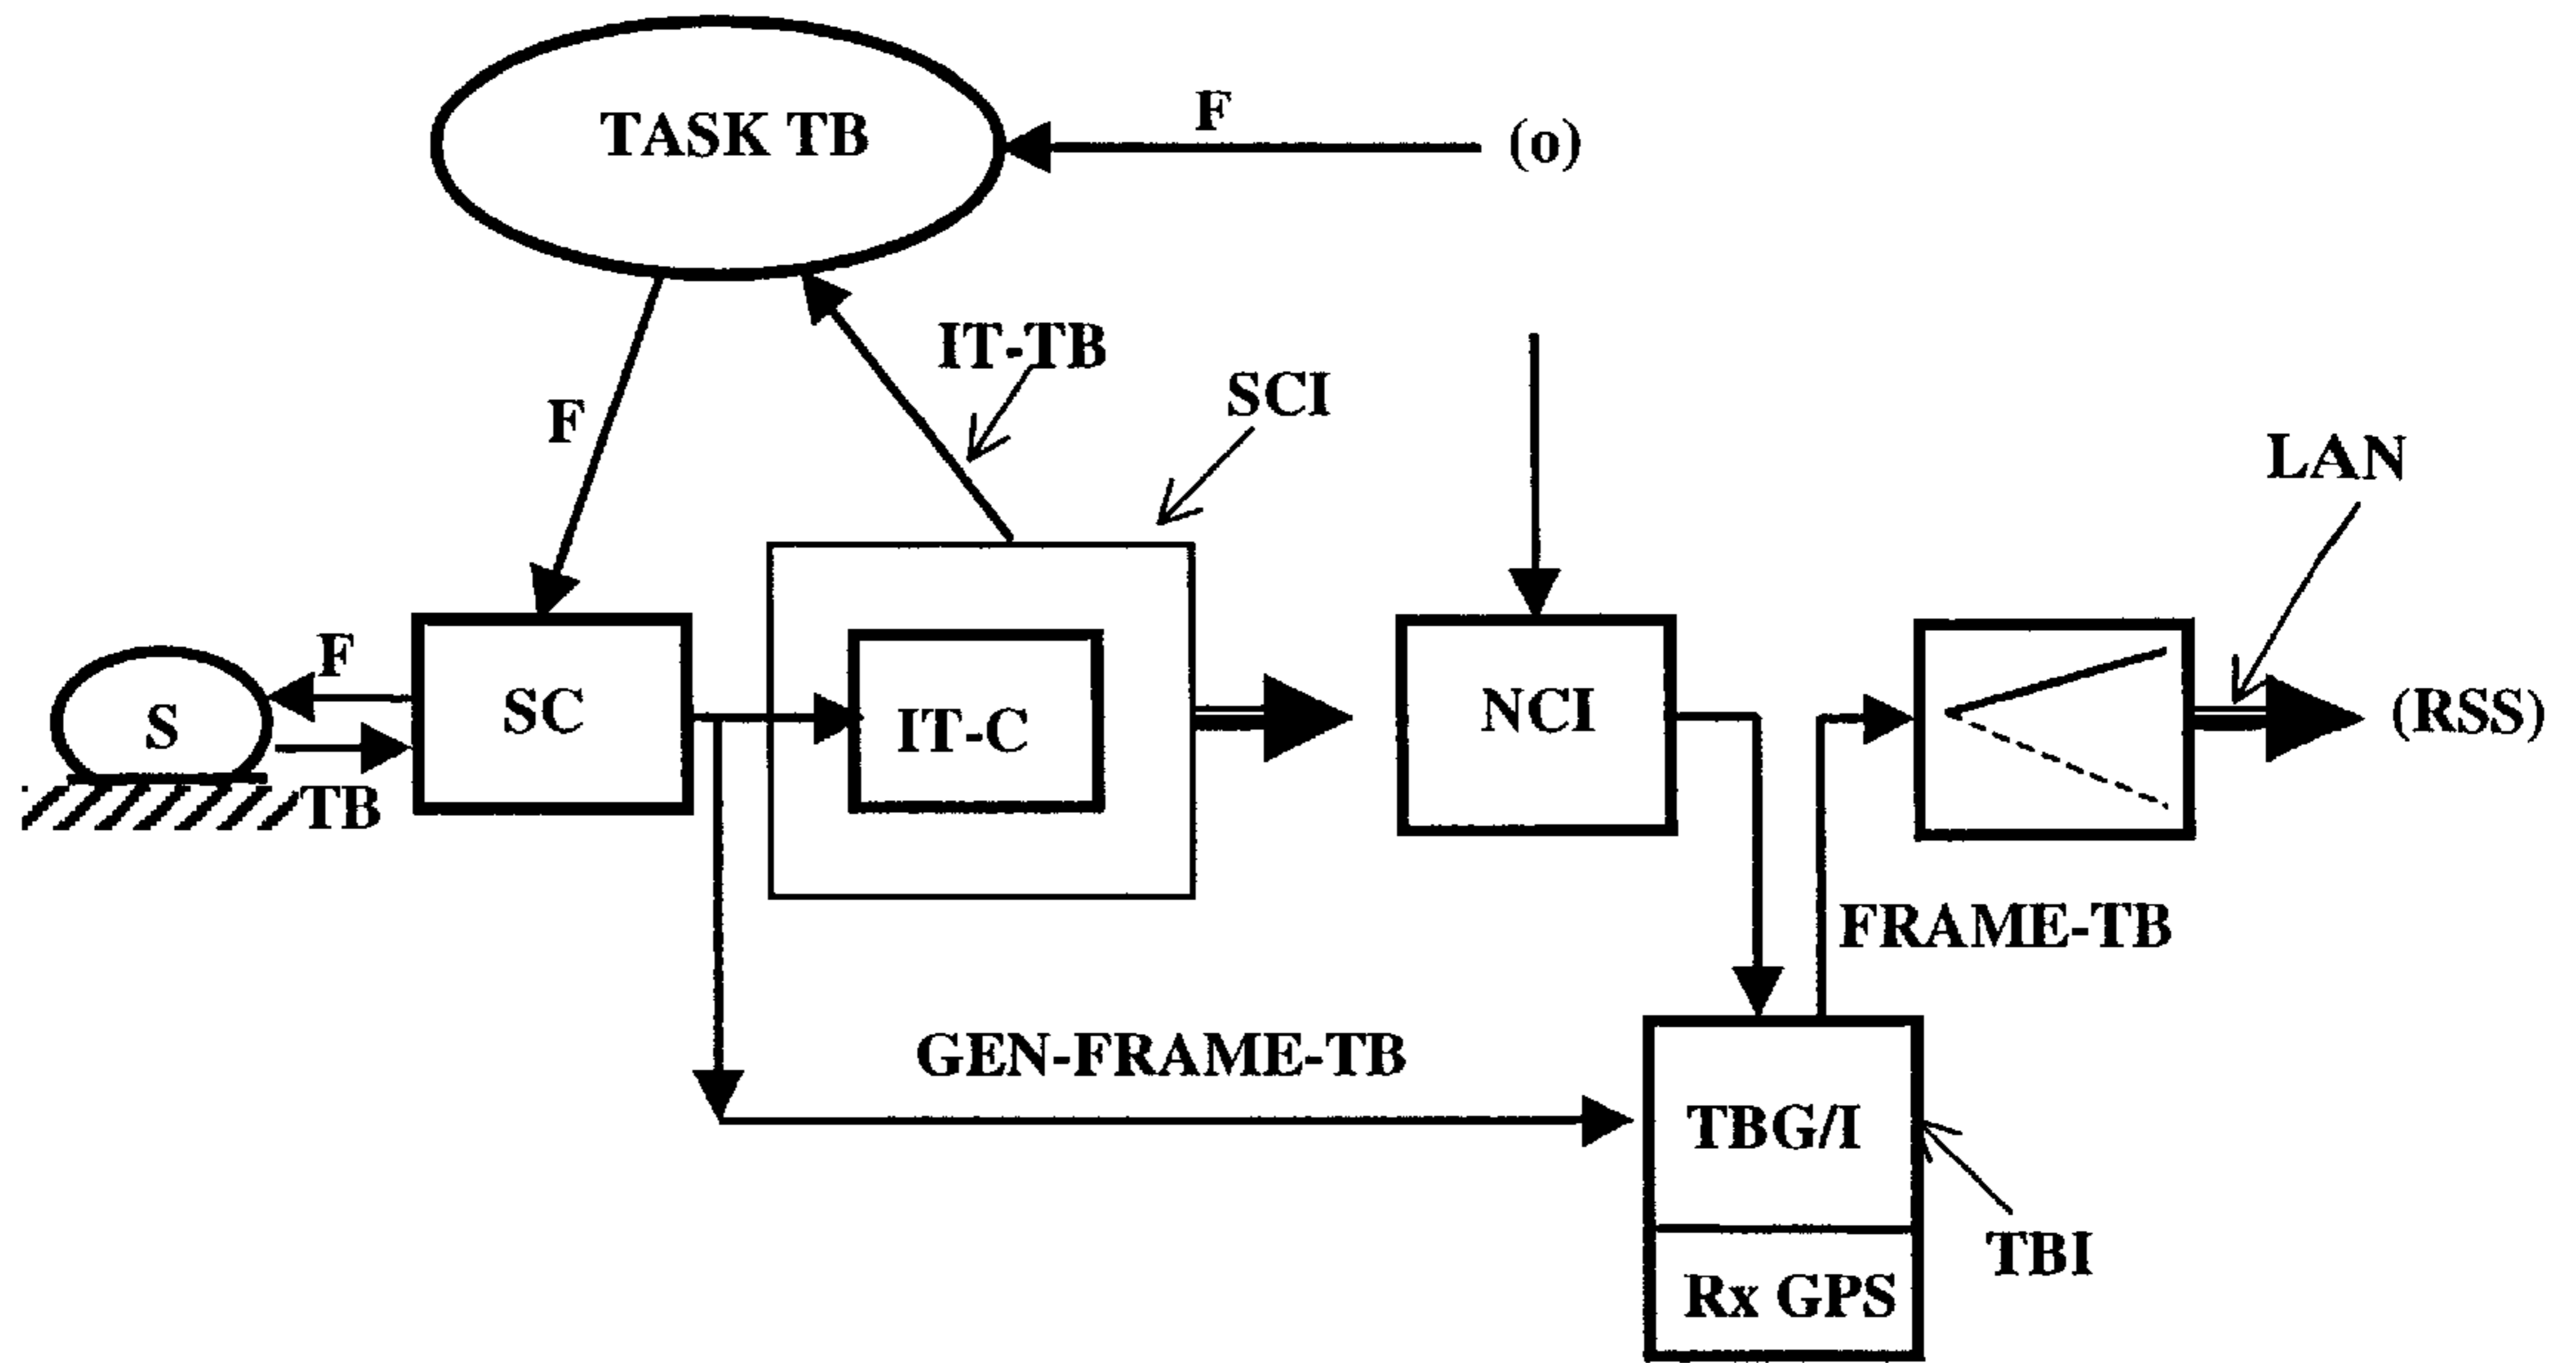 TASK TB
F
(o)
IT-TB
SCI
F
LAN
F
S
TB
SC
IT-C
NCI
(RSS)
FRAME-TB
GEN-FRAME-TB
TBG/I
TBI
Rx GPS